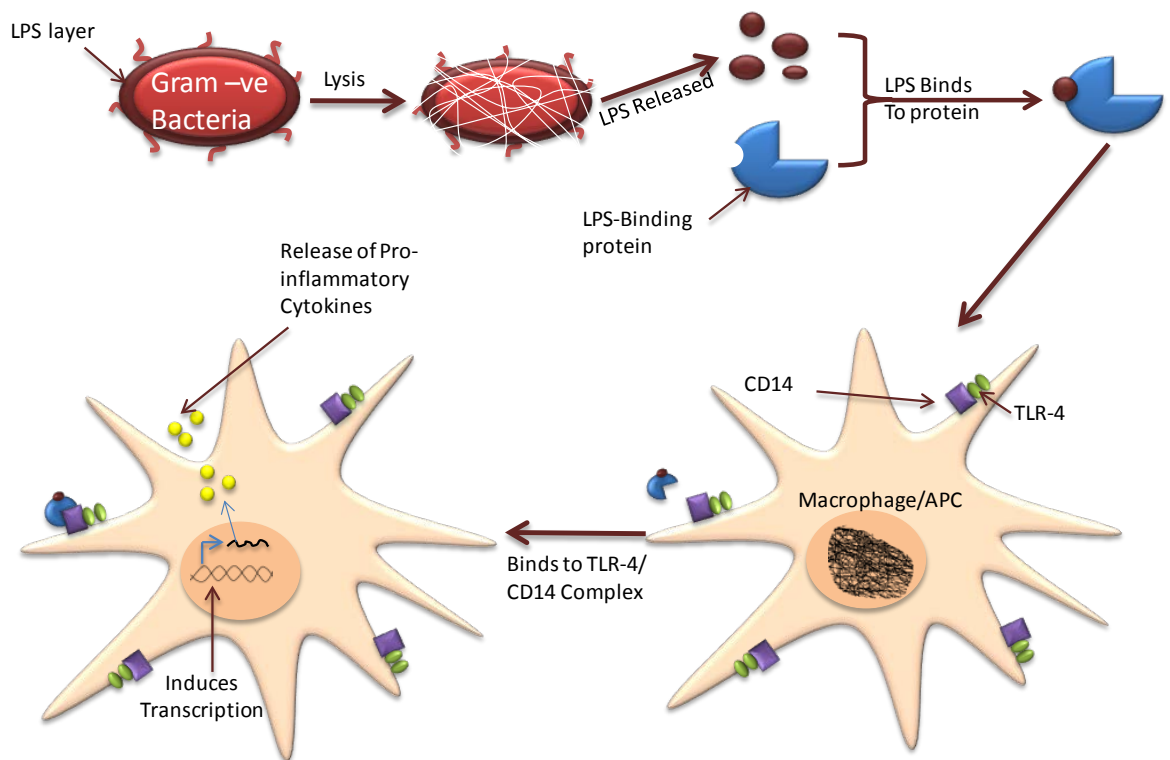 LPS layer
Gram –ve
Bacteria
Lysis
LPS Released
LPS Binds
To protein
LPS-Binding
protein
Release of Pro-
inflammatory
Cytokines
CD14
TLR-4
Macrophage/APC
Binds to TLR-4/
CD14 Complex
Induces
Transcription